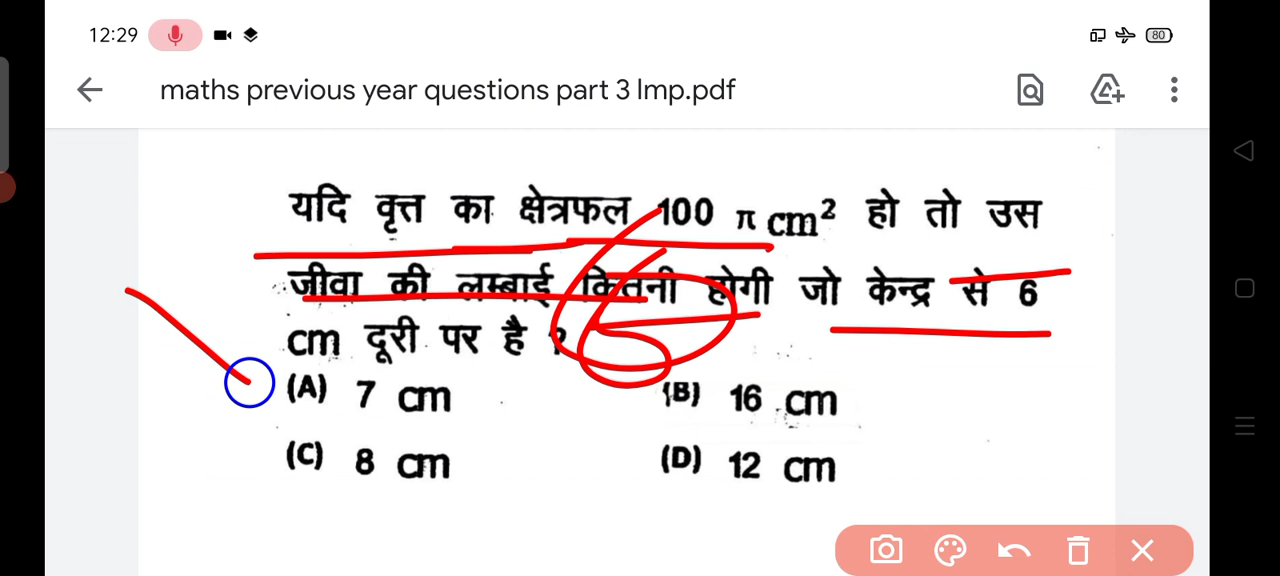 12:29
80
maths previous year questions part 3 Imp.pdf
यदि वृत्त का क्षेत्रफल 100 π cm² हो तो उस
जीवा की लम्बाई कितनी होगी जो केन्द्र से 6
cm दूरी पर है ?
(A) 7 cm (B) 16 cm
(C) 8 cm (D) 12 cm